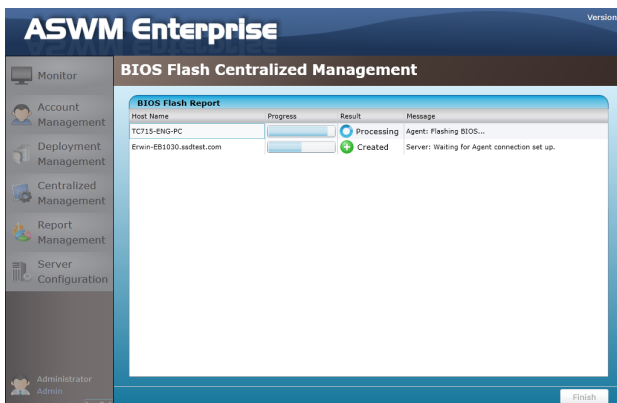 ASWM Enterprise
Version
Monitor
Account
Management
Deployment
Management
Centralized
Management
Report
Management
Server
Configuration
Administrator
Admin
BIOS Flash Centralized Management
BIOS Flash Report
Host Name Progress Result Message
TC715-ENG-PC Processing Agent: Flashing BIOS...
Erwin-EB1030.ssdtest.com Created Server: Waiting for Agent connection set up.
Finish